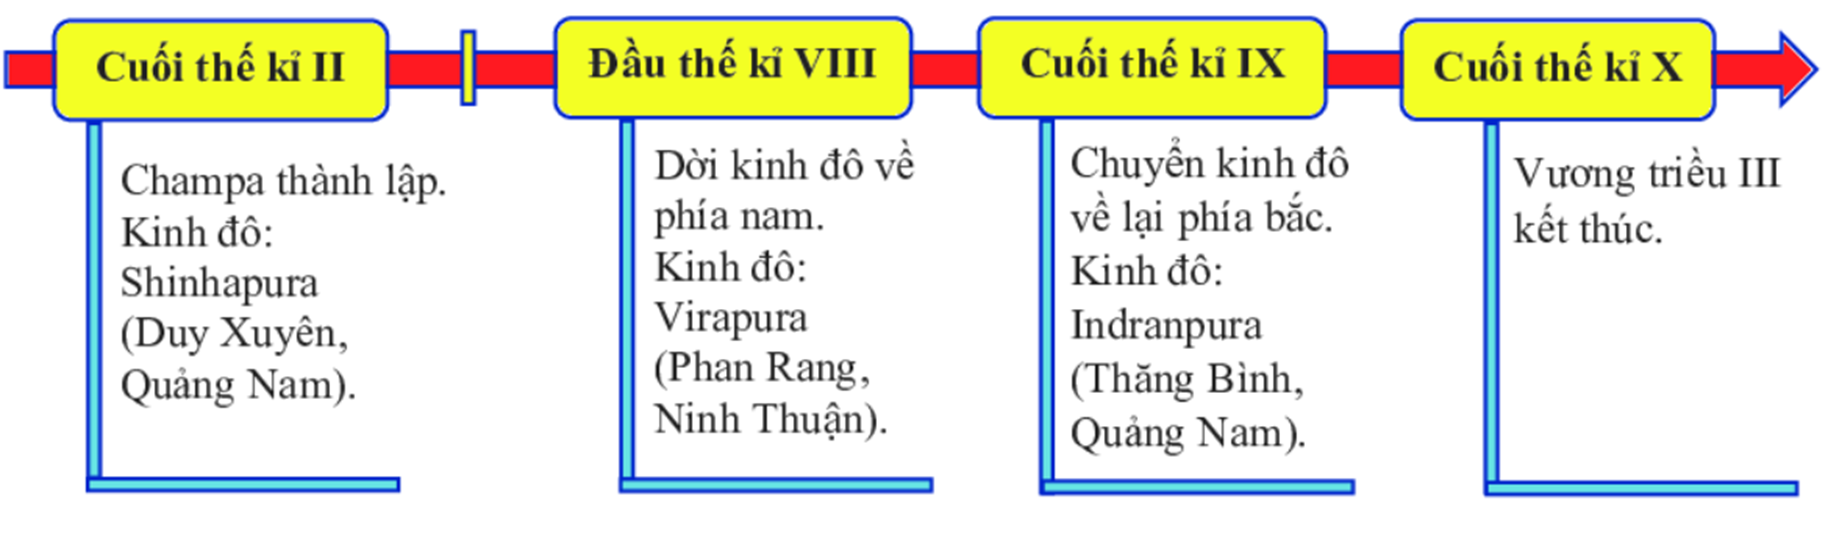 Cuối thế kỉ II
Champa thành lập.
Kinh đô:
Shinhapura
(Duy Xuyên,
Quảng Nam).
Đầu thế kỉ VIII
Dời kinh đô về
phía nam.
Kinh đô:
Virapura
(Phan Rang,
Ninh Thuận).
Cuối thế kỉ IX
Chuyển kinh đô
về lại phía bắc.
Kinh đô:
Indranpura
(Thăng Bình,
Quảng Nam).
Cuối thế kỉ X
Vương triều III
kết thúc.